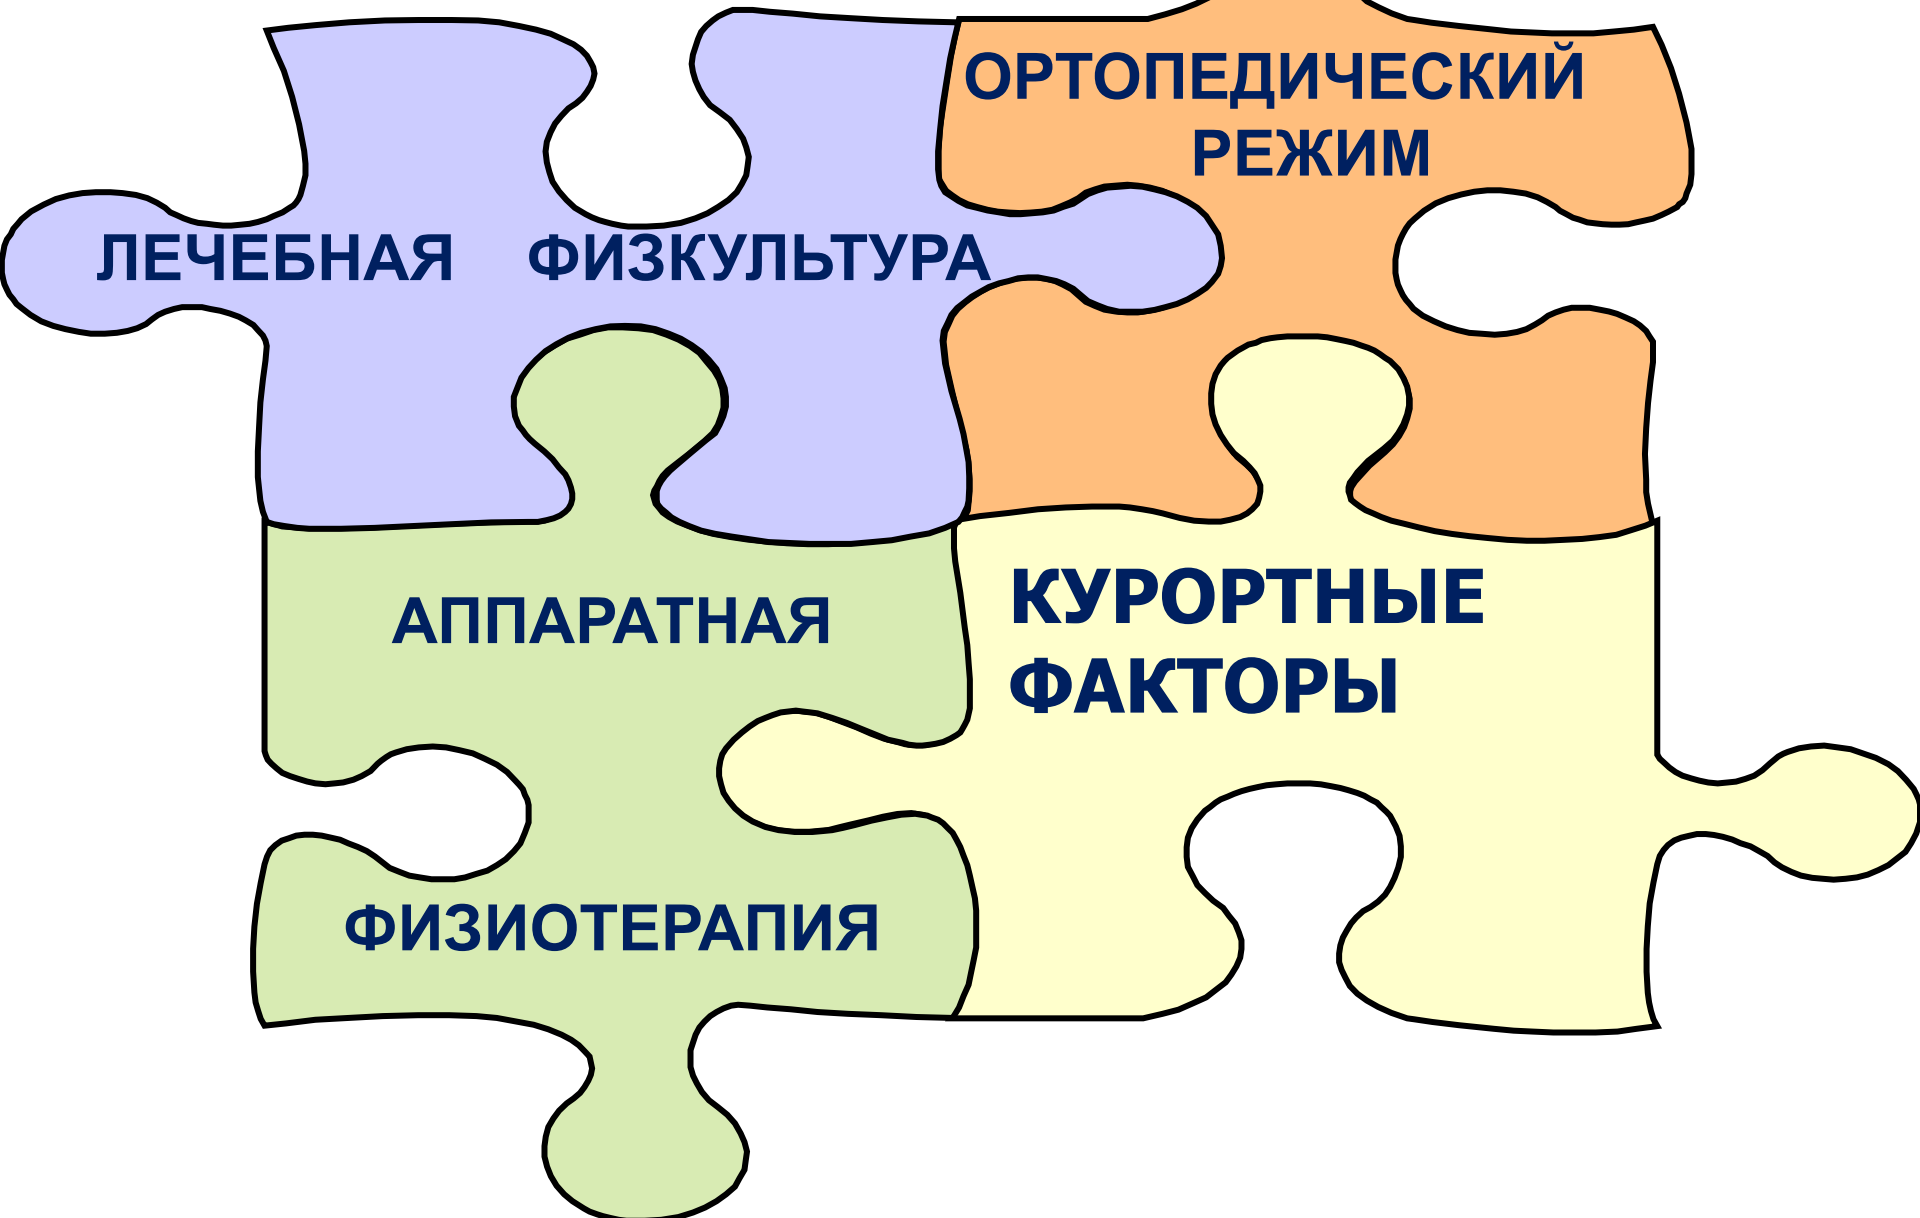 ОРТОПЕДИЧЕСКИЙ
РЕЖИМ
ЛЕЧЕБНАЯ ФИЗКУЛЬТУРА
АППАРАТНАЯ
ФИЗИОТЕРАПИЯ
КУРОРТНЫЕ
ФАКТОРЫ